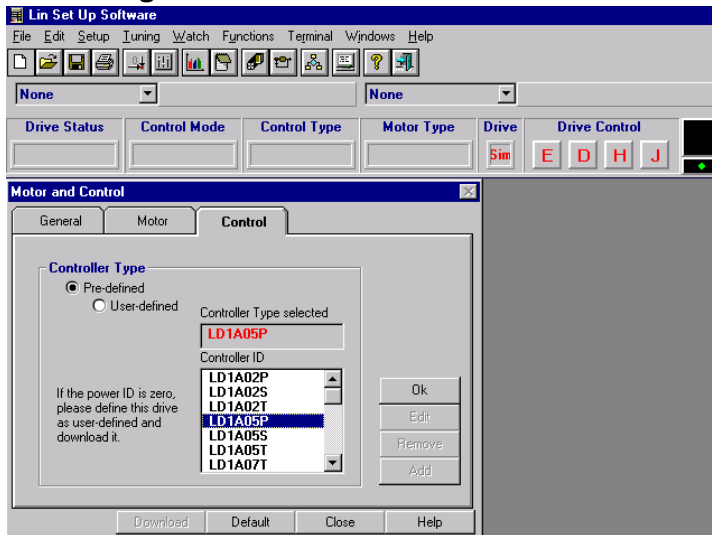 Lin Set Up Software
File Edit Setup Tuning Watch Functions Terminal Windows Help
None None
Drive Status Control Mode Control Type Motor Type Drive Drive Control
Sim E D H J
Motor and Control
General Motor Control
Controller Type
Pre-defined
User-defined
Controller Type selected
LD1A05P
Controller ID
LD1A02P
LD1A02S
LD1A02T
LD1A05P
LD1A05S
LD1A05T
LD1A07T
If the power ID is zero,
please define this drive
as user-defined and
download it.
Ok
Edit
Remove
Add
Download Default Close Help